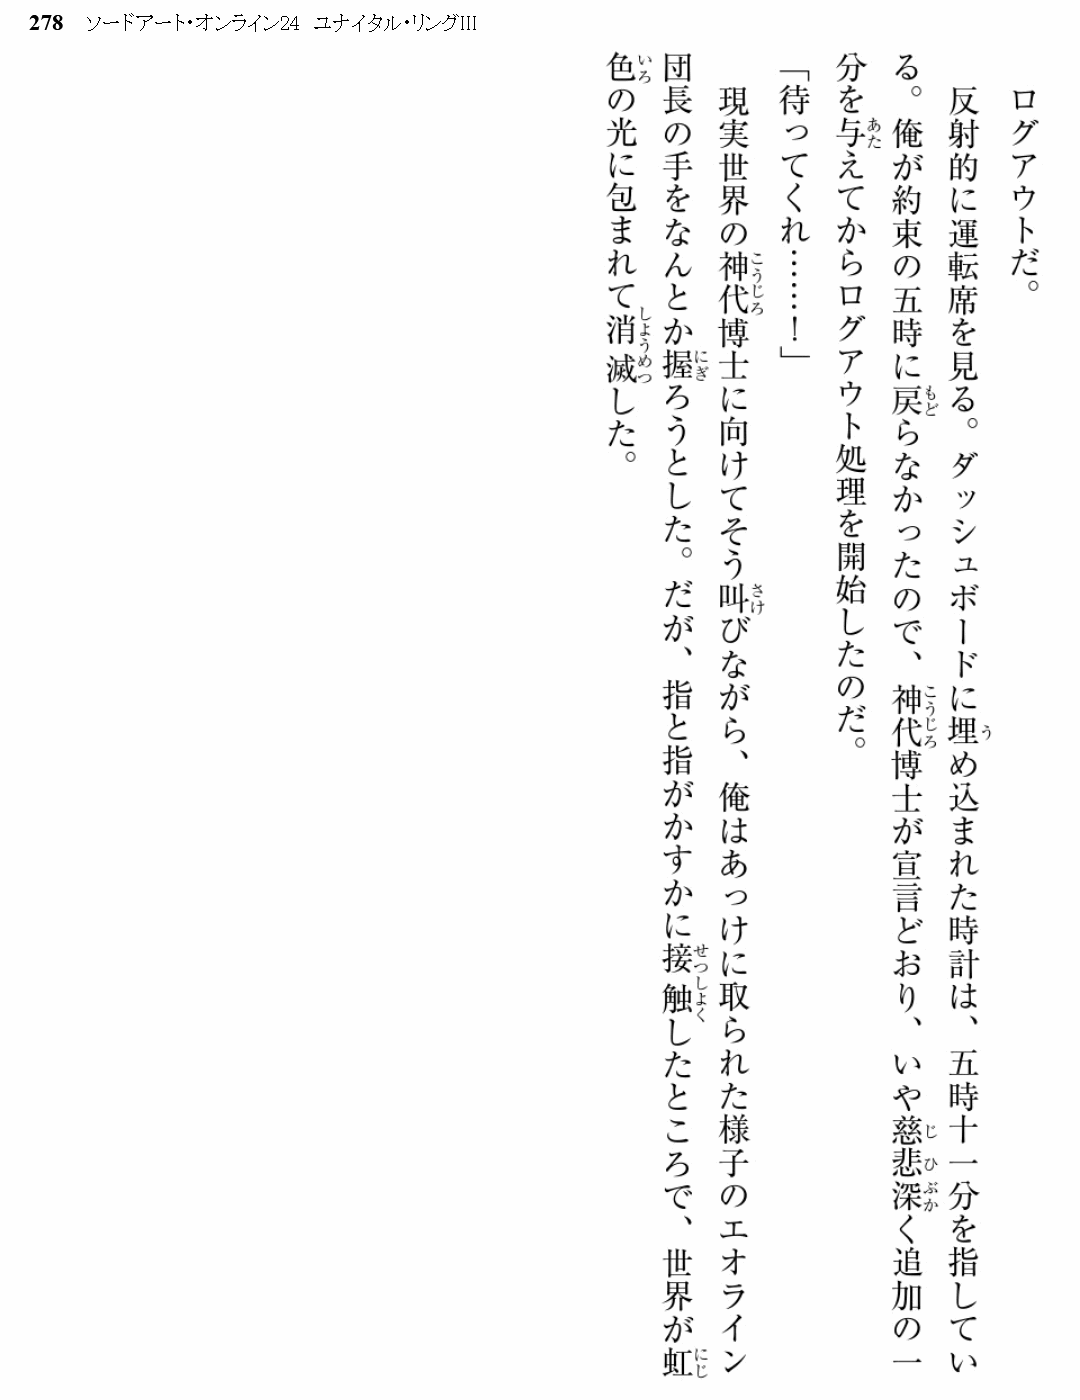 278 ソードアート・オンライン24 ユナイタル・リングIII
ログアウトだ。
反射的に運転席を見る。ダッシュボードに埋め込まれた時計は、五時十一分を指してい
る。俺が約束の五時に戻らなかったので、神代博士が宣言どおり、いや慈悲深く追加の一
分を与えてからログアウト処理を開始したのだ。
「待ってくれ……！」
現実世界の神代博士に向けてそう叫びながら、俺はあっけに取られた様子のエオライン
団長の手をなんとか握ろうとした。だが、指と指がかすかに接触したところで、世界が虹
色の光に包まれて消滅した。